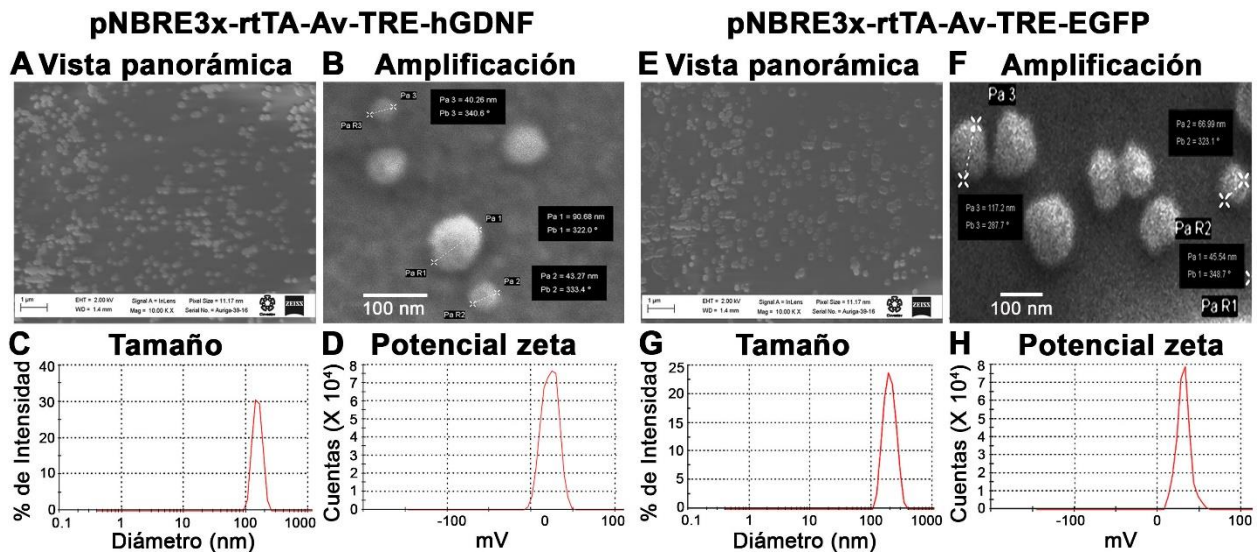 pNBRE3x-rtTA-Av-TRE-hGDNF
pNBRE3x-rtTA-Av-TRE-EGFP
A Vista panorámica
B Amplificación
E Vista panorámica
F Amplificación
1 µm
EHT = 2.00 kV
WD = 1.4 mm
Signal A = InLens
Mag = 10.00 K X
Pixel Size = 11.17 nm
Serial No. = Auriga-39-16
ZEISS
Pa 3
Pa R3
Pa 3 = 40.26 nm
Pb 3 = 340.6 °
Pa 1
Pa R1
Pa 1 = 90.68 nm
Pb 1 = 322.0 °
Pa 2
Pa R2
Pa 2 = 43.27 nm
Pb 2 = 333.4 °
100 nm
1 µm
EHT = 2.00 kV
WD = 1.4 mm
Signal A = InLens
Mag = 10.00 K X
Pixel Size = 11.17 nm
Serial No. = Auriga-39-16
ZEISS
Pa 3
Pa 2 = 66.99 nm
Pb 2 = 323.1 °
Pa 3 = 117.2 nm
Pb 3 = 287.7 °
Pa R2
Pa 1 = 45.54 nm
Pb 1 = 348.7 °
Pa R1
100 nm
C Tamaño
% de Intensidad
40
30
20
10
0
0.1 1 10 100 1000
Diámetro (nm)
D Potencial zeta
Cuentas (X 10⁴)
8
7
6
5
4
3
2
1
0
-100 0 100
mV
G Tamaño
% de Intensidad
25
20
15
10
5
0
0.1 1 10 100 1000
Diámetro (nm)
H Potencial zeta
Cuentas (X 10⁴)
8
7
6
5
4
3
2
1
0
-100 0 100
mV